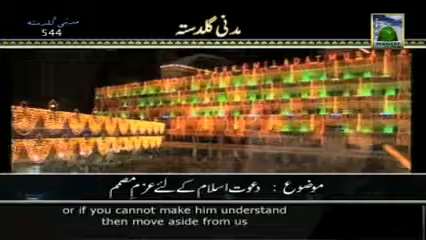 مدنی گلدستہ
544
مدنی گلدستہ
موضوع : دعوت اسلام کے لئے عزم مصمم
or if you cannot make him understand
then move aside from us